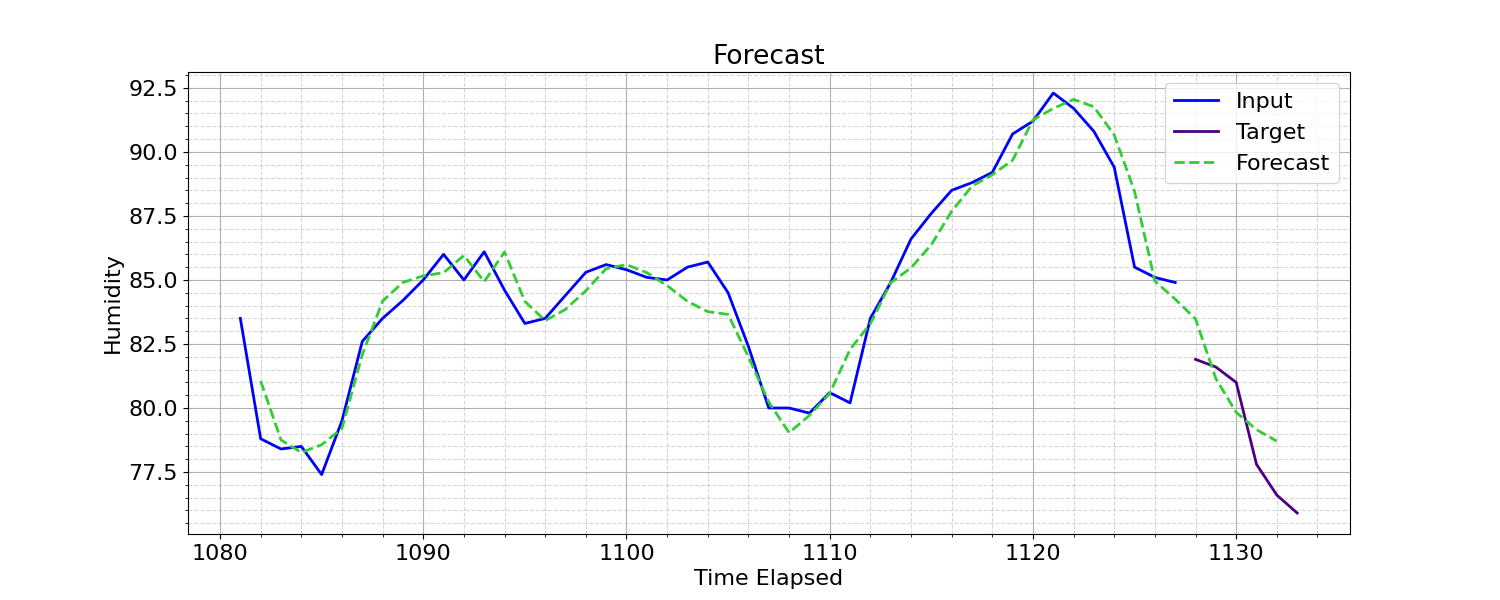 Forecast
92.5
90.0
87.5
85.0
82.5
80.0
77.5
Humidity
Input
Target
Forecast
1080 1090 1100 1110 1120 1130
Time Elapsed